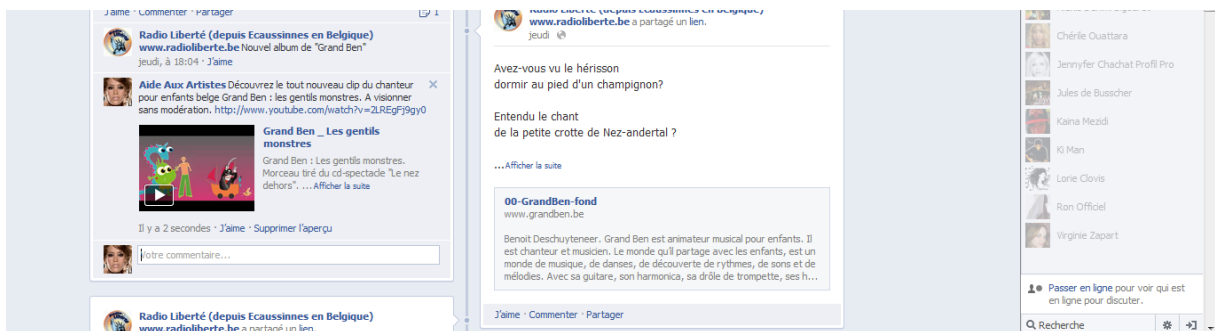 J'aime · Commenter · Partager 1
Radio Liberté (depuis Ecaussinnes en Belgique)
www.radioliberte.be Nouvel album de "Grand Ben"
jeudi, à 18:04 · J'aime
Aide Aux Artistes Découvrez le tout nouveau clip du chanteur
pour enfants belge Grand Ben : les gentils monstres. A visionner
sans modération. http://www.youtube.com/watch?v=2LREgFj9gy0
Grand Ben _ Les gentils
monstres
Grand Ben : Les gentils monstres.
Morceau tiré du cd-spectacle "Le nez
dehors". ... Afficher la suite
Il y a 2 secondes · J'aime · Supprimer l'aperçu
Votre commentaire...
Radio Liberté (depuis Ecaussinnes en Belgique)
www.radioliberte.be a partagé un lien.
Radio Liberté (depuis Ecaussinnes en Belgique)
www.radioliberte.be a partagé un lien.
jeudi
Avez-vous vu le hérisson
dormir au pied d'un champignon?
Entendu le chant
de la petite crotte de Nez-andertal ?
...Afficher la suite
00-GrandBen-fond
www.grandben.be
Benoit Deschuyteneer. Grand Ben est animateur musical pour enfants. Il
est chanteur et musicien. Le monde qu'il partage avec les enfants, est un
monde de musique, de danses, de découverte de rythmes, de sons et de
mélodies. Avec sa guitare, son harmonica, sa drôle de trompette, ses h...
J'aime · Commenter · Partager
Chérile Ouattara
Jennyfer Chachat Profil Pro
Jules de Busscher
Kaina Mezidi
Ki Man
Lorie Clovis
Ron Officiel
Virginie Zapart
Passer en ligne pour voir qui est
en ligne pour discuter.
Recherche